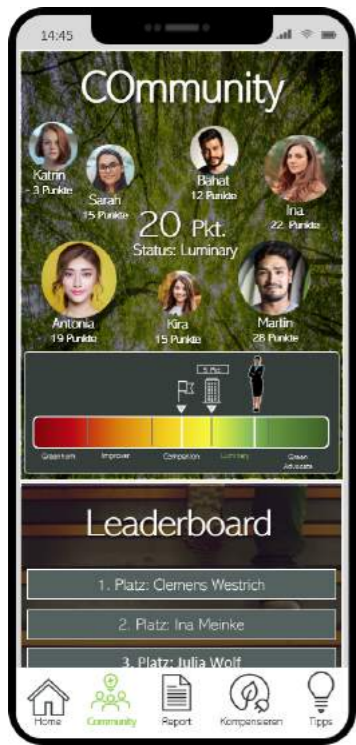 14:45
COmmunity
Katrin
- 3 Punkte
Sarah
15 Punkte
Bahat
12 Punkte
Ina
22 Punkte
20 Pkt.
Status: Luminary
Antonia
19 Punkte
Kira
15 Punkte
Martin
28 Punkte
5 Pkt.
Greenhorn
Improver
Companion
Luminary
Green
Advocate
Leaderboard
1. Platz: Clemens Westrich
2. Platz: Ina Meinke
3. Platz: Julia Wolf
Home
Community
Report
Kompensieren
Tipps